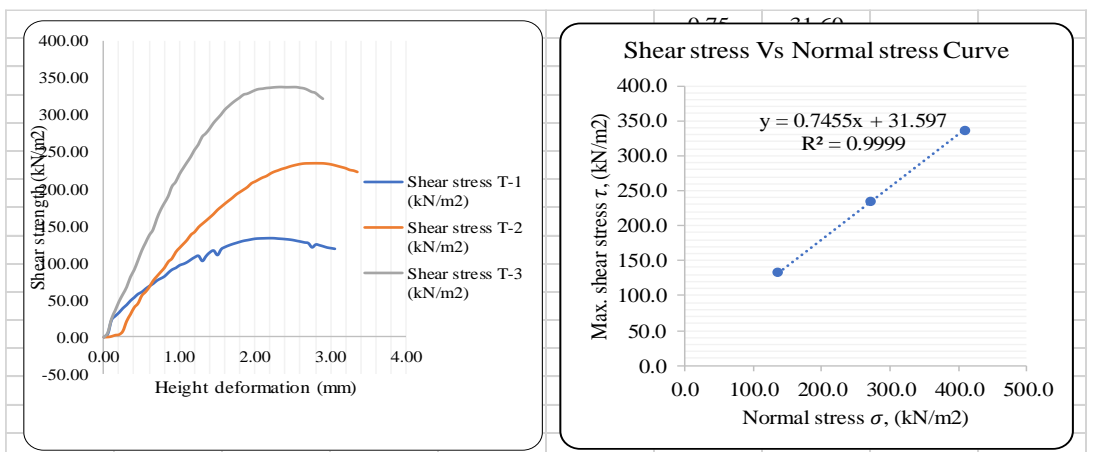 0.75 31.60
400.00
350.00
300.00
250.00
200.00
150.00
100.00
50.00
0.00
-50.00
Shear strength (kN/m2)
0.00 1.00 2.00 3.00 4.00
Height deformation (mm)
Shear stress T-1
(kN/m2)
Shear stress T-2
(kN/m2)
Shear stress T-3
(kN/m2)
Shear stress Vs Normal stress Curve
400.0
350.0
300.0
250.0
200.0
150.0
100.0
50.0
0.0
Max. shear stress τ, (kN/m2)
y = 0.7455x + 31.597
R² = 0.9999
0.0 100.0 200.0 300.0 400.0 500.0
Normal stress σ, (kN/m2)